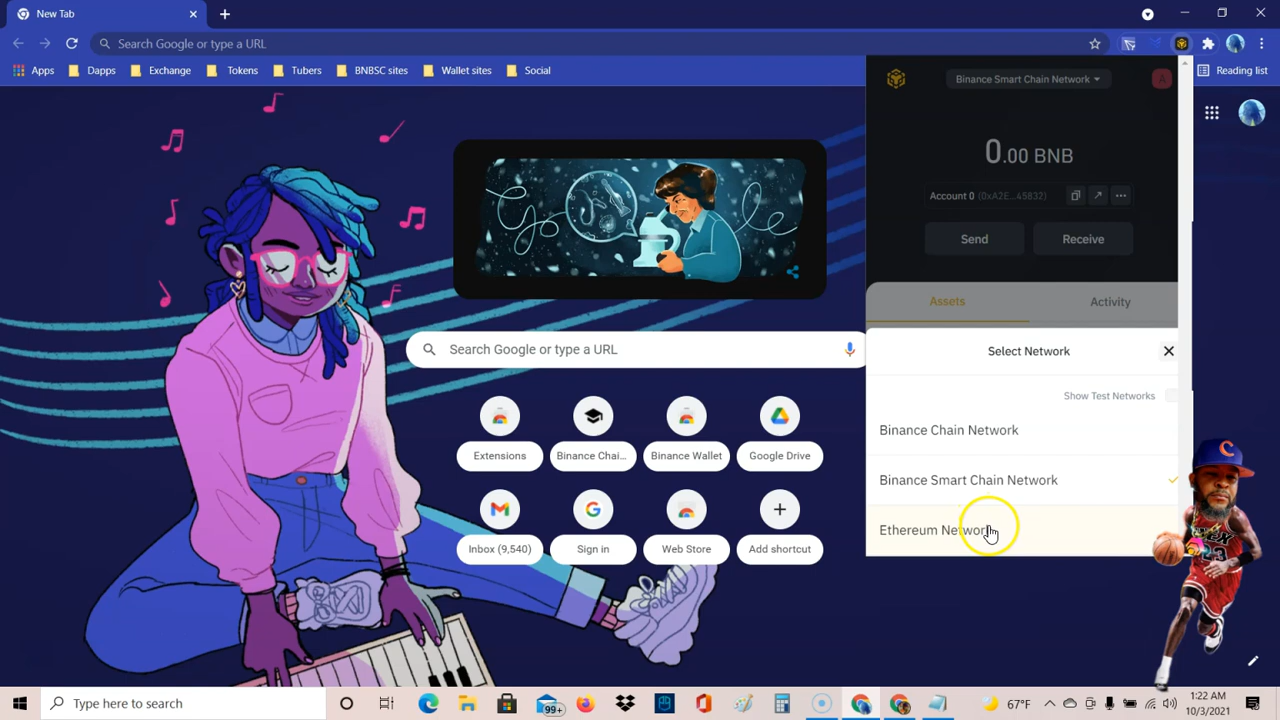 New Tab
Search Google or type a URL
Apps
Dapps
Exchange
Tokens
Tubers
BNBSC sites
Wallet sites
Social
Reading list
Binance Smart Chain Network
A
0.00 BNB
Account 0 (0xA2E...45832)
Send
Receive
Assets
Activity
Select Network
Show Test Networks
Binance Chain Network
Binance Smart Chain Network
Ethereum Network
Search Google or type a URL
Extensions
Binance Chai...
Binance Wallet
Google Drive
Inbox (9,540)
Sign in
Web Store
Add shortcut
C
23
Type here to search
99+
67°F
1:22 AM
10/3/2021